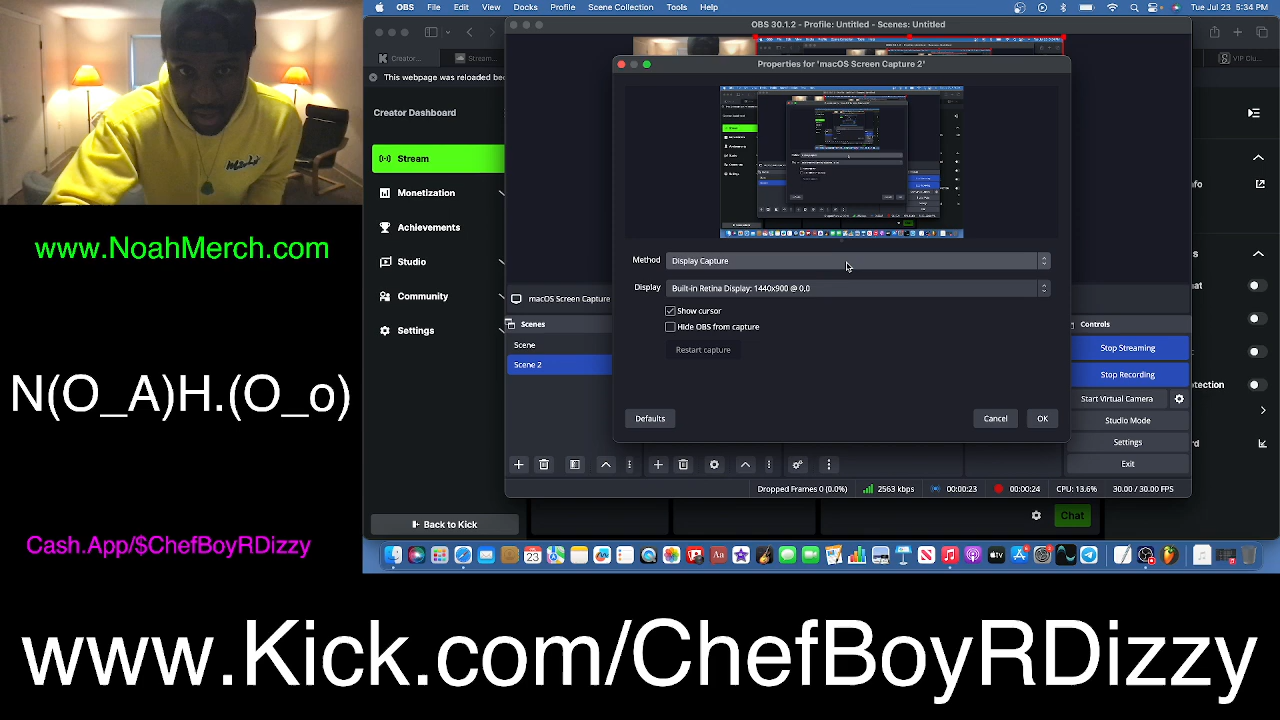 OBS File Edit View Docks Profile Scene Collection Tools Help Tue Jul 23 5:34 PM
OBS 30.1.2 - Profile: Untitled - Scenes: Untitled
Creator...
Stream...
VIP Clu...
This webpage was reloaded bec
Properties for 'macOS Screen Capture 2'
Creator Dashboard
Stream
Monetization
Achievements
Studio
Community
Settings
Back to Kick
Method Display Capture
Display Built-in Retina Display: 1440x900 @ 0,0
Show cursor
Hide OBS from capture
Restart capture
Defaults
Cancel
OK
macOS Screen Capture
Scenes
Scene
Scene 2
Controls
Stop Streaming
Stop Recording
Start Virtual Camera
Studio Mode
Settings
Exit
Dropped Frames 0 (0.0%) 2563 kbps 00:00:23 00:00:24 CPU: 13.6% 30.00 / 30.00 FPS
Chat
www.NoahMerch.com
N(O_A)H.(O_o)
Cash.App/$ChefBoyRDizzy
www.Kick.com/ChefBoyRDizzy